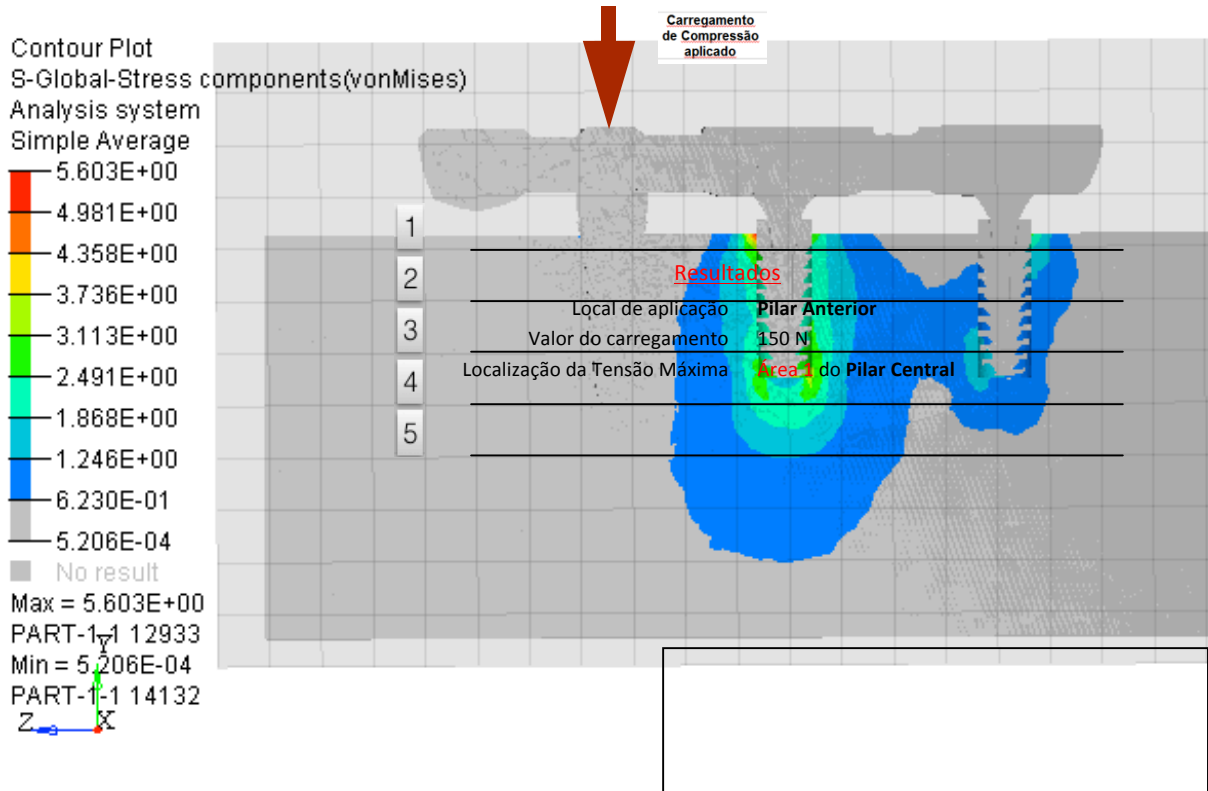 Carregamento
de Compressão
aplicado
Contour Plot
S-Global-Stress components(vonMises)
Analysis system
Simple Average
5.603E+00
4.981E+00
4.358E+00
3.736E+00
3.113E+00
2.491E+00
1.868E+00
1.246E+00
6.230E-01
5.206E-04
No result
Max = 5.603E+00
PART-1-1 12933
Min = 5.206E-04
PART-1-1 14132
Y
Z
X
1
2
3
4
5
Resultados
Local de aplicação Pilar Anterior
Valor do carregamento 150 N
Localização da Tensão Máxima Área 1 do Pilar Central